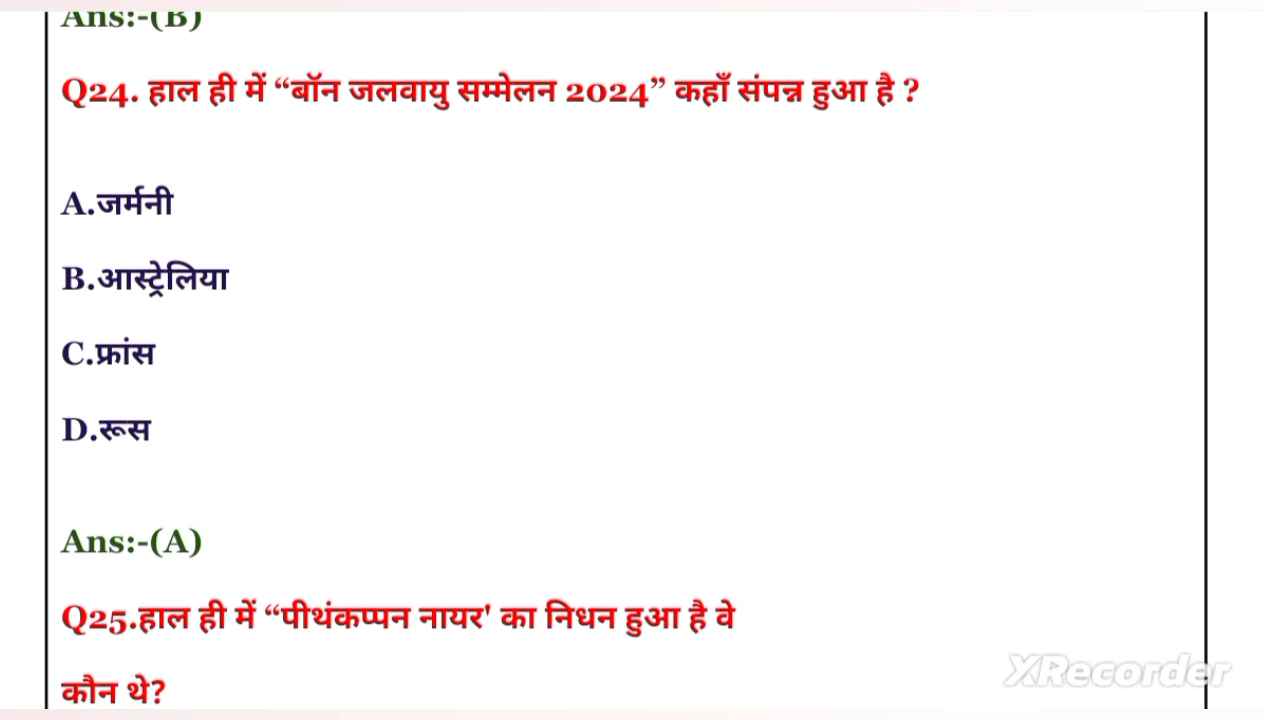 Ans:-(B)
Q24. हाल ही में “बॉन जलवायु सम्मेलन 2024” कहाँ संपन्न हुआ है ?
A.जर्मनी
B.आस्ट्रेलिया
C.फ्रांस
D.रूस
Ans:-(A)
Q25.हाल ही में “पीथंकप्पन नायर' का निधन हुआ है वे
कौन थे?
XRecorder